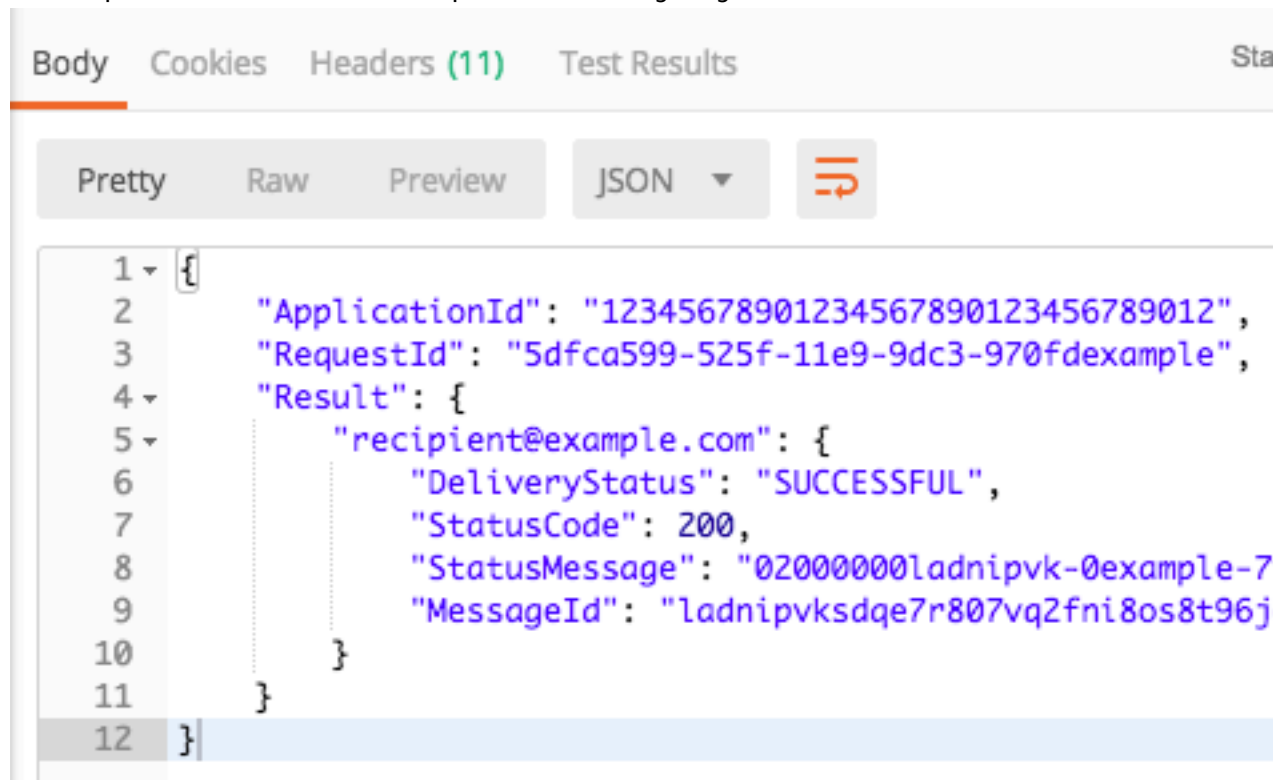 Body Cookies Headers (11) Test Results
Pretty Raw Preview JSON
1 {
2 "ApplicationId": "12345678901234567890123456789012",
3 "RequestId": "5dfca599-525f-11e9-9dc3-970fdexample",
4 "Result": {
5 "recipient@example.com": {
6 "DeliveryStatus": "SUCCESSFUL",
7 "StatusCode": 200,
8 "StatusMessage": "02000000ladnipvk-0example-7
9 "MessageId": "ladnipvksdqe7r807vq2fni8os8t96j
10 }
11 }
12 }